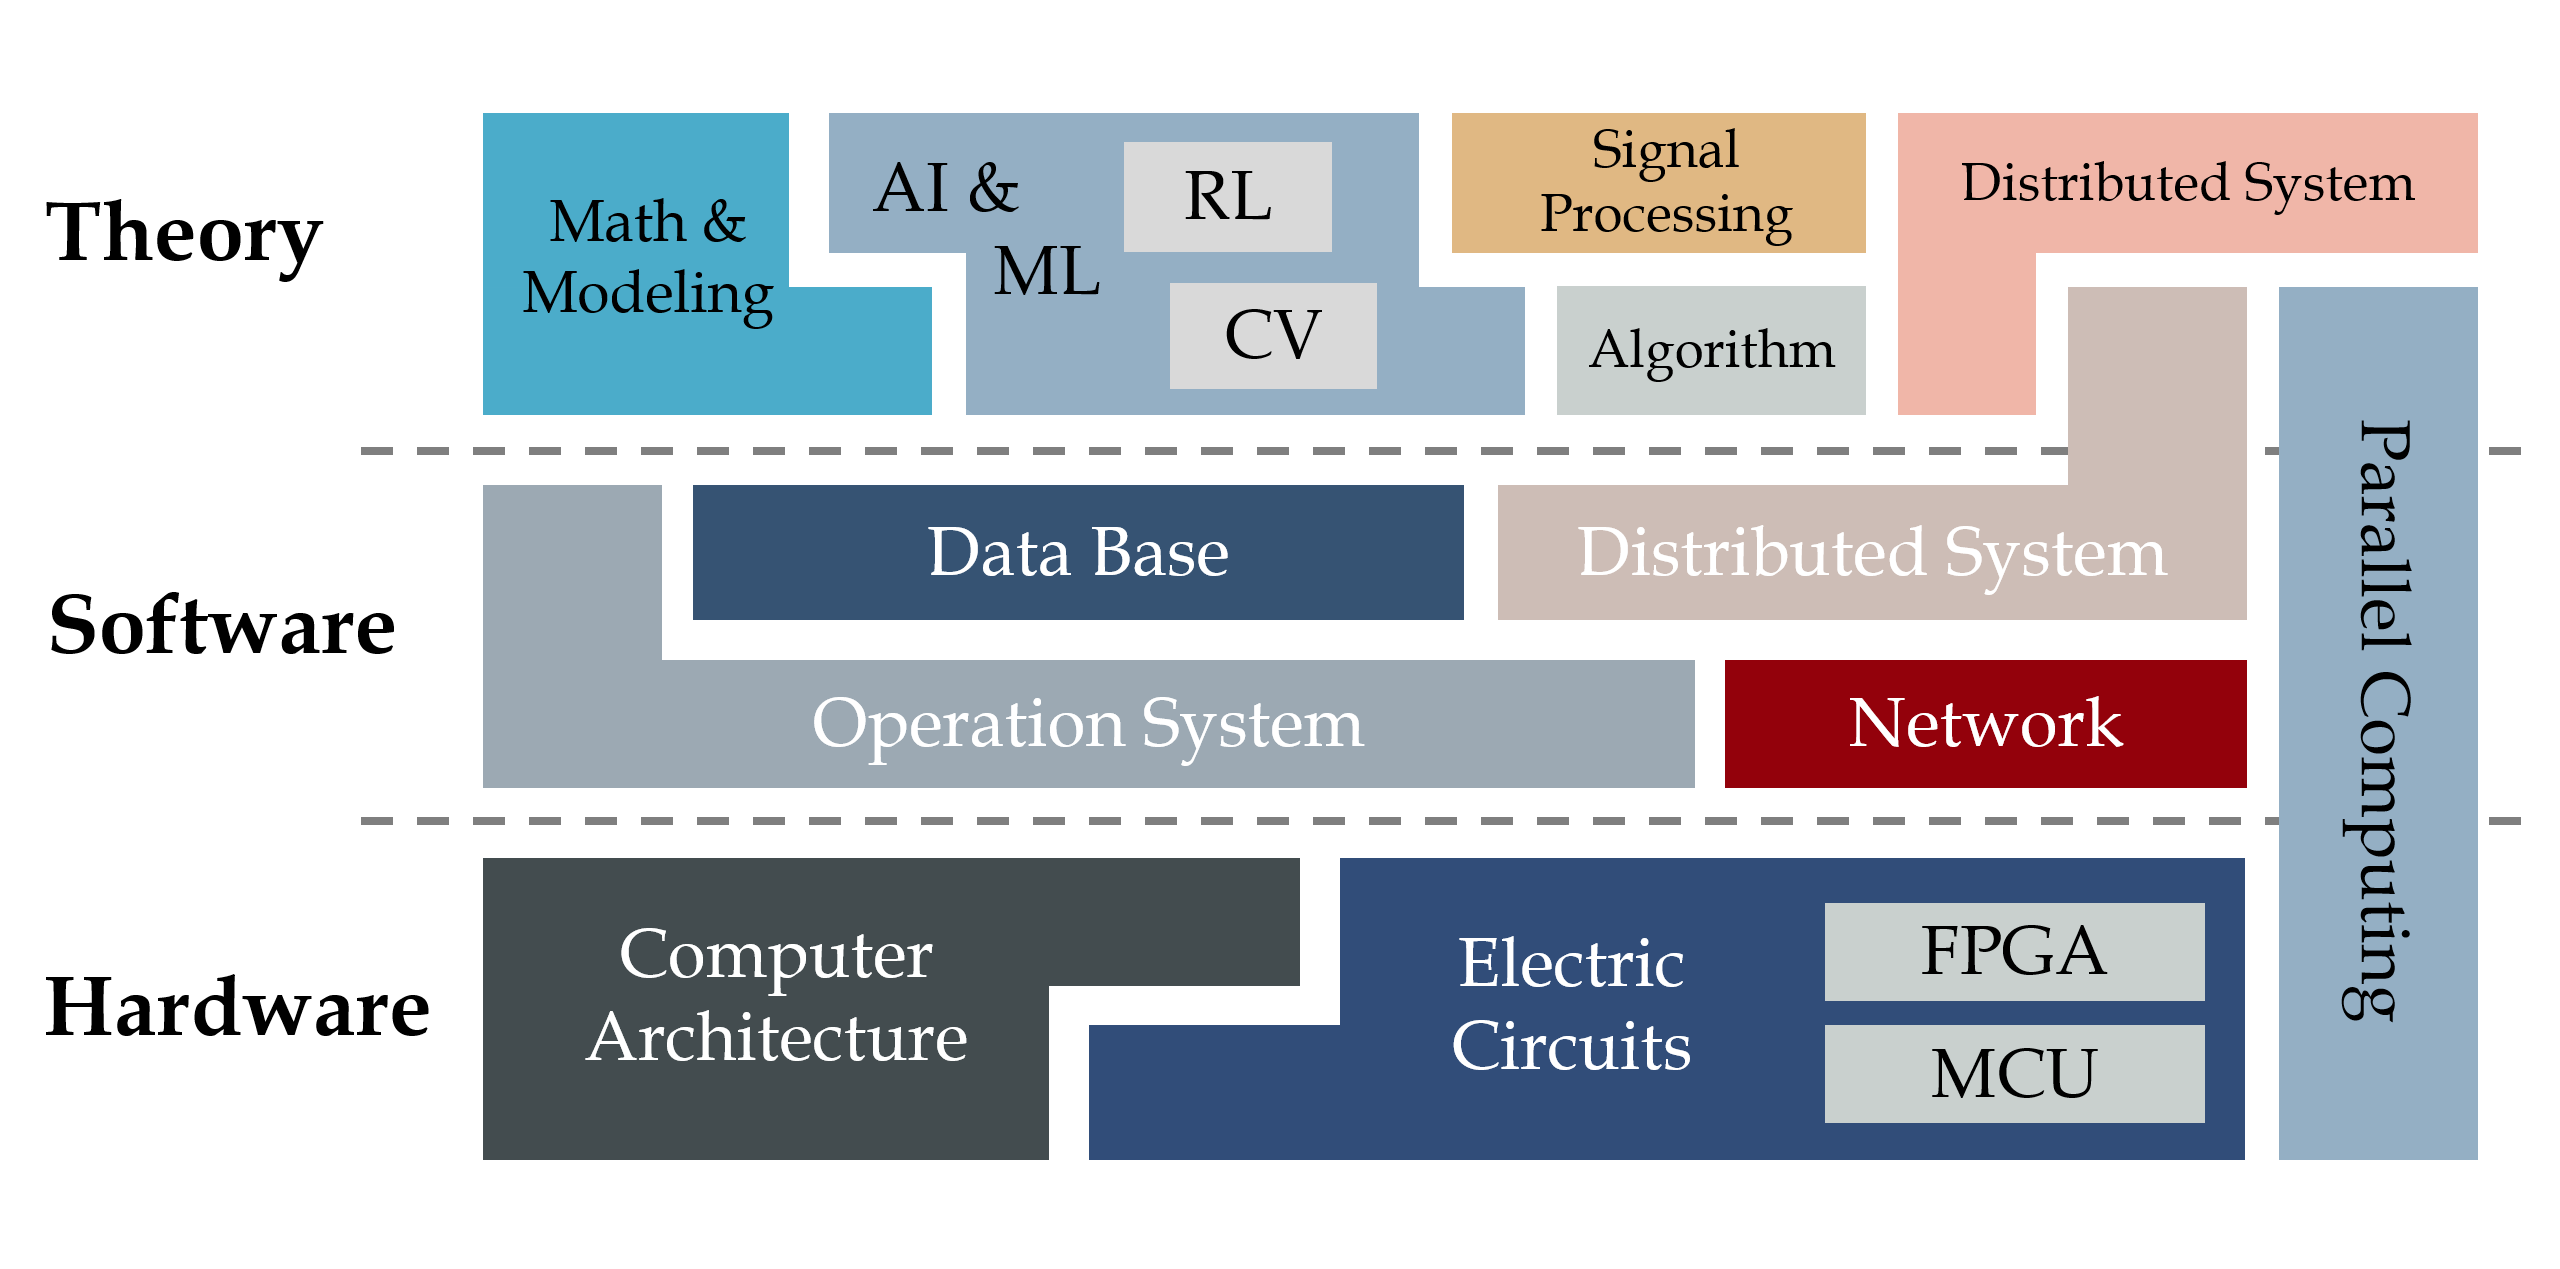 Theory
Math &
Modeling
AI &
ML
RL
CV
Signal
Processing
Algorithm
Distributed System
Software
Data Base
Distributed System
Operation System
Network
Parallel Computing
Hardware
Computer
Architecture
Electric
Circuits
FPGA
MCU